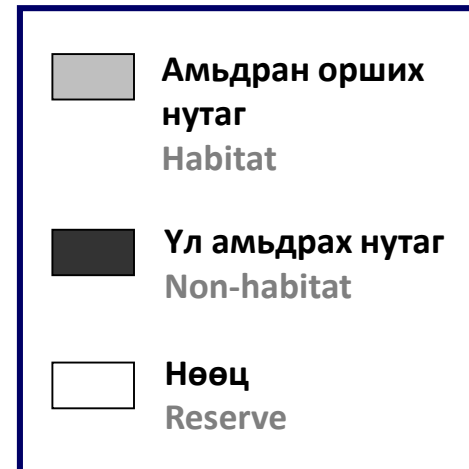 Амьдран орших
нутаг
Habitat
Үл амьдрах нутаг
Non-habitat
Нөөц
Reserve